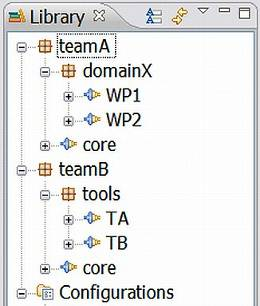 Library
teamA
domainX
WP1
WP2
core
teamB
tools
TA
TB
core
Configurations